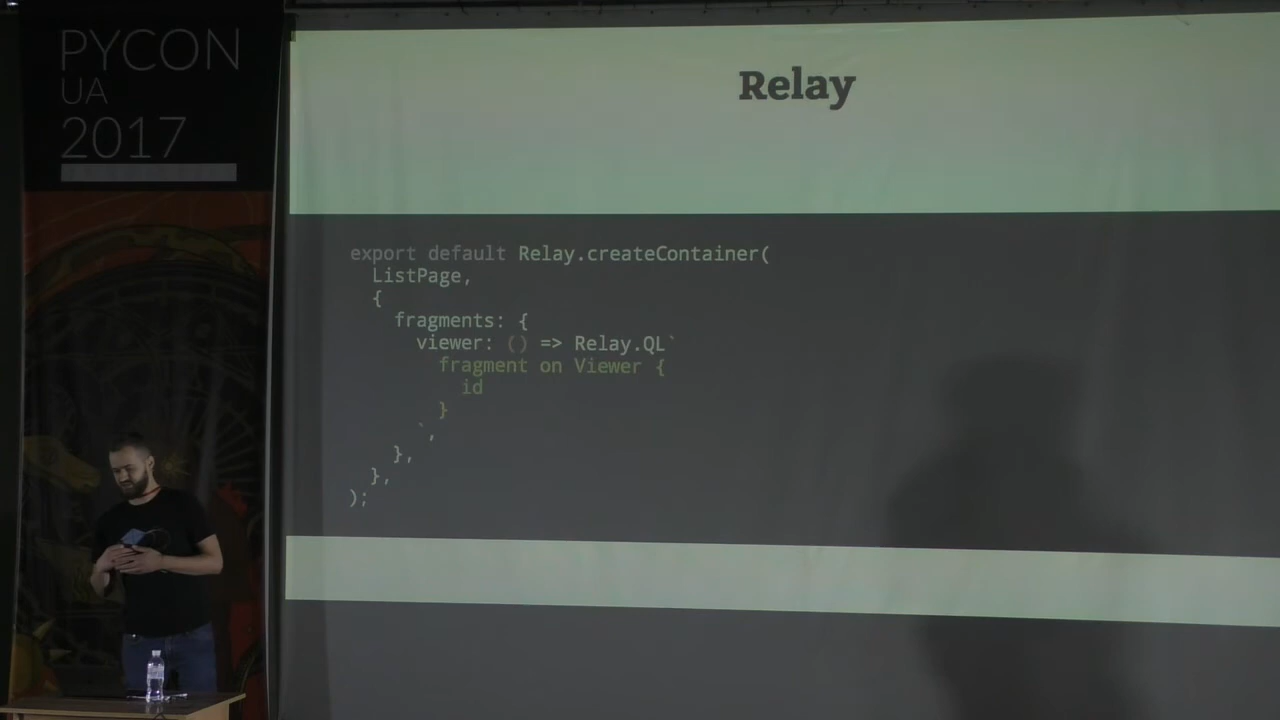 PYCON
UA
2017
Relay
export default Relay.createContainer(
  ListPage,
  {
    fragments: {
      viewer: () => Relay.QL`
        fragment on Viewer {
          id
        }
      `,
    },
  },
);